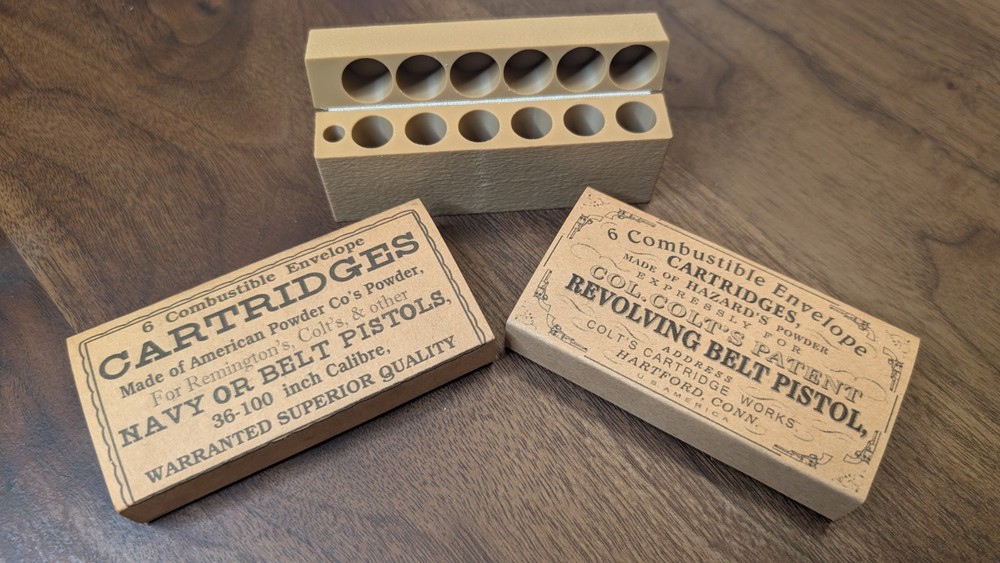 6 Combustible Envelope
CARTRIDGES
Made of American Powder Co's Powder,
For Remington's, Colt's, & other
NAVY OR BELT PISTOLS,
36-100 inch Calibre,
WARRANTED SUPERIOR QUALITY
6 Combustible Envelope
CARTRIDGES,
MADE OF HAZARD'S POWDER
EXPRESSLY FOR
COL. COLT'S PATENT
REVOLVING BELT PISTOL,
ADDRESS
COLT'S CARTRIDGE WORKS
HARTFORD, CONN.
U.S. AMERICA